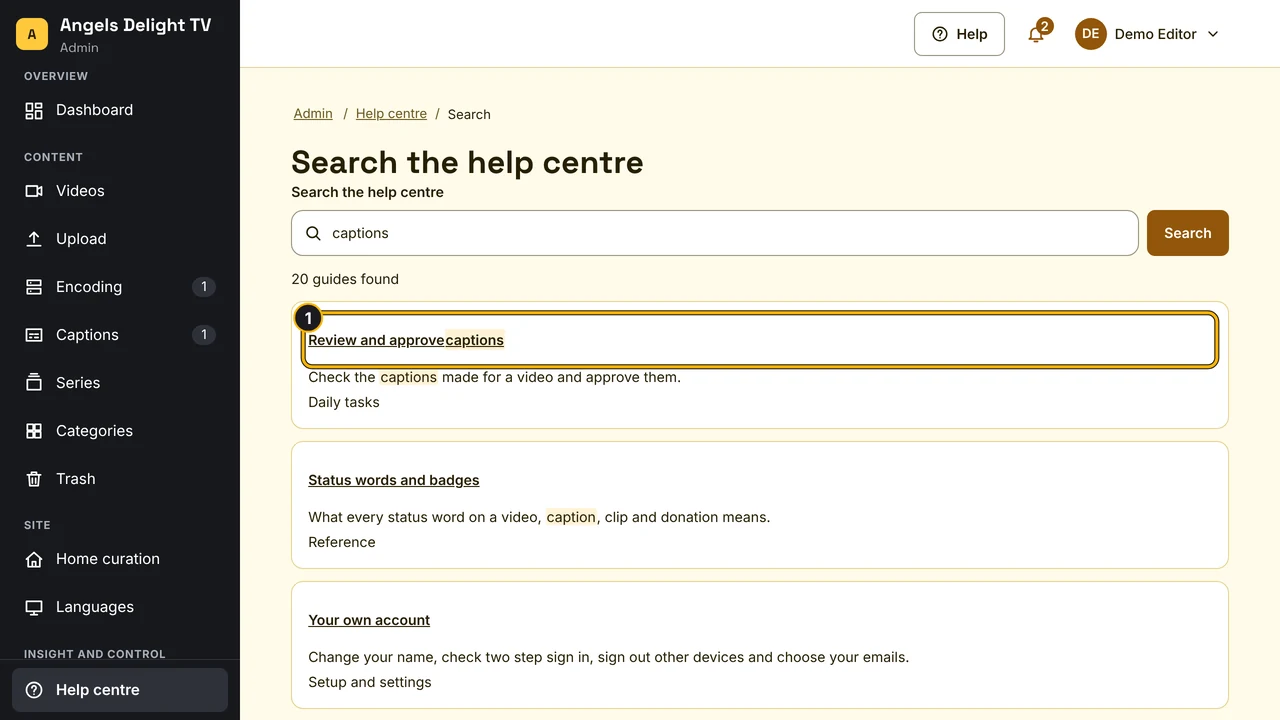 A
Angels Delight TV
Admin
OVERVIEW
Dashboard
CONTENT
Videos
Upload
Encoding 1
Captions 1
Series
Categories
Trash
SITE
Home curation
Languages
INSIGHT AND CONTROL
Help centre
Help
2
DE Demo Editor
Admin / Help centre / Search
Search the help centre
Search the help centre
captions
Search
20 guides found
1
Review and approve captions
Check the captions made for a video and approve them.
Daily tasks
Status words and badges
What every status word on a video, caption, clip and donation means.
Reference
Your own account
Change your name, check two step sign in, sign out other devices and choose your emails.
Setup and settings